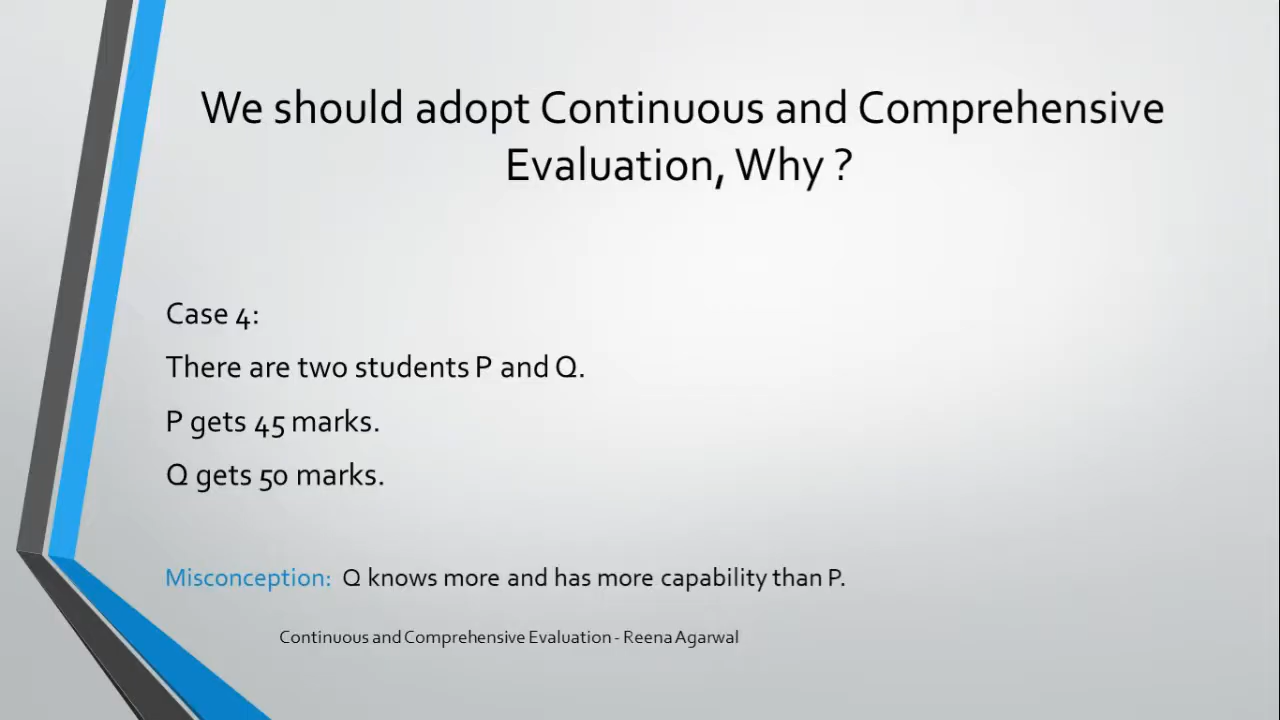 We should adopt Continuous and Comprehensive
Evaluation, Why ?
Case 4:
There are two students P and Q.
P gets 45 marks.
Q gets 50 marks.
Misconception: Q knows more and has more capability than P.
Continuous and Comprehensive Evaluation - Reena Agarwal